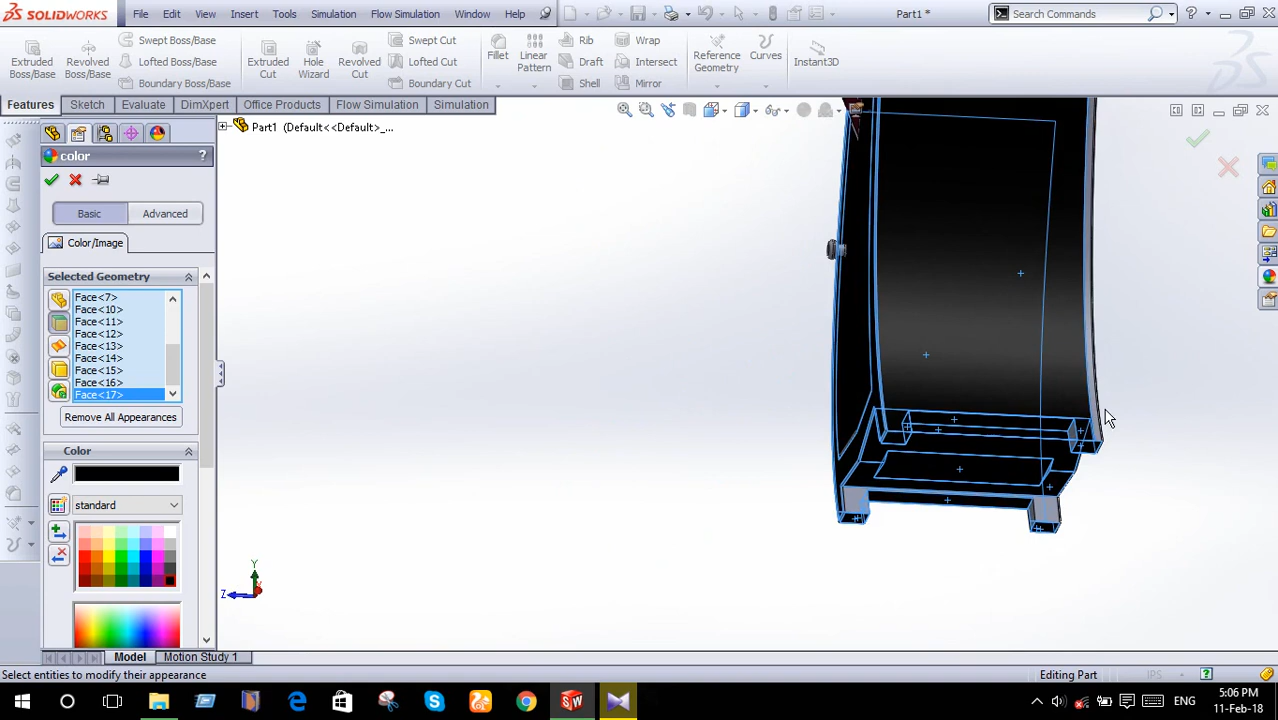 SOLIDWORKS
File Edit View Insert Tools Simulation Flow Simulation Window Help
Part1 *
Search Commands
Extruded Boss/Base
Revolved Boss/Base
Swept Boss/Base
Lofted Boss/Base
Boundary Boss/Base
Extruded Cut
Hole Wizard
Revolved Cut
Swept Cut
Lofted Cut
Boundary Cut
Fillet
Linear Pattern
Rib
Draft
Shell
Wrap
Intersect
Mirror
Reference Geometry
Curves
Instant3D
Features Sketch Evaluate DimXpert Office Products Flow Simulation Simulation
Part1 (Default<<Default>_...
color
?
Basic Advanced
Color/Image
Selected Geometry
Face<7>
Face<10>
Face<11>
Face<12>
Face<13>
Face<14>
Face<15>
Face<16>
Face<17>
Remove All Appearances
Color
standard
Y
Z
Model Motion Study 1
Select entities to modify their appearance
Editing Part
IPS
ENG
5:06 PM
11-Feb-18